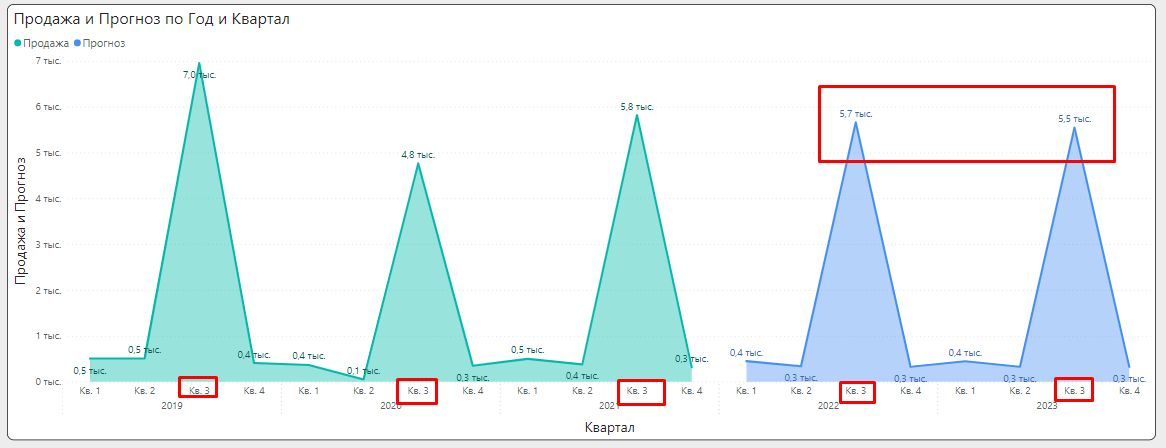 Продажа и Прогноз по Год и Квартал
Продажа Прогноз
7 тыс.
6 тыс.
5 тыс.
4 тыс.
3 тыс.
2 тыс.
1 тыс.
0 тыс.
Продажа и Прогноз
0,5 тыс.
0,5 тыс.
7,0 тыс.
0,4 тыс.
0,4 тыс.
0,1 тыс.
4,8 тыс.
0,3 тыс.
0,5 тыс.
0,4 тыс.
5,8 тыс.
0,3 тыс.
0,4 тыс.
0,3 тыс.
5,7 тыс.
0,3 тыс.
0,4 тыс.
0,3 тыс.
5,5 тыс.
0,3 тыс.
Кв. 1 Кв. 2 Кв. 3 Кв. 4 Кв. 1 Кв. 2 Кв. 3 Кв. 4 Кв. 1 Кв. 2 Кв. 3 Кв. 4 Кв. 1 Кв. 2 Кв. 3 Кв. 4 Кв. 1 Кв. 2 Кв. 3 Кв. 4
2019 2020 2021 2022 2023
Квартал